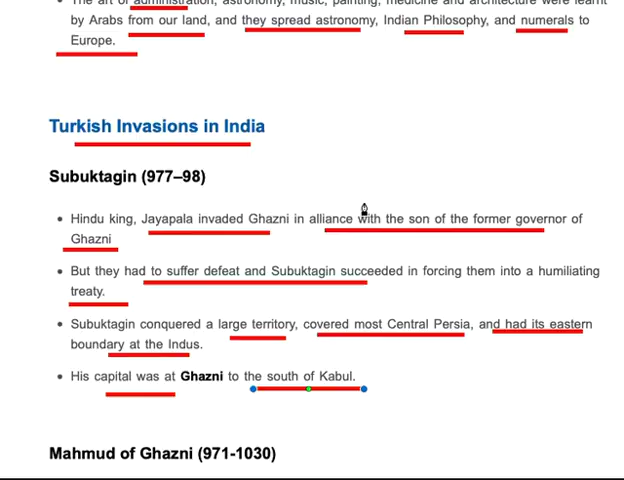 The art of administration, astronomy, music, painting, medicine and architecture were learnt
by Arabs from our land, and they spread astronomy, Indian Philosophy, and numerals to
Europe.
Turkish Invasions in India
Subuktagin (977–98)
• Hindu king, Jayapala invaded Ghazni in alliance with the son of the former governor of
Ghazni
• But they had to suffer defeat and Subuktagin succeeded in forcing them into a humiliating
treaty.
• Subuktagin conquered a large territory, covered most Central Persia, and had its eastern
boundary at the Indus.
• His capital was at Ghazni to the south of Kabul.
Mahmud of Ghazni (971-1030)